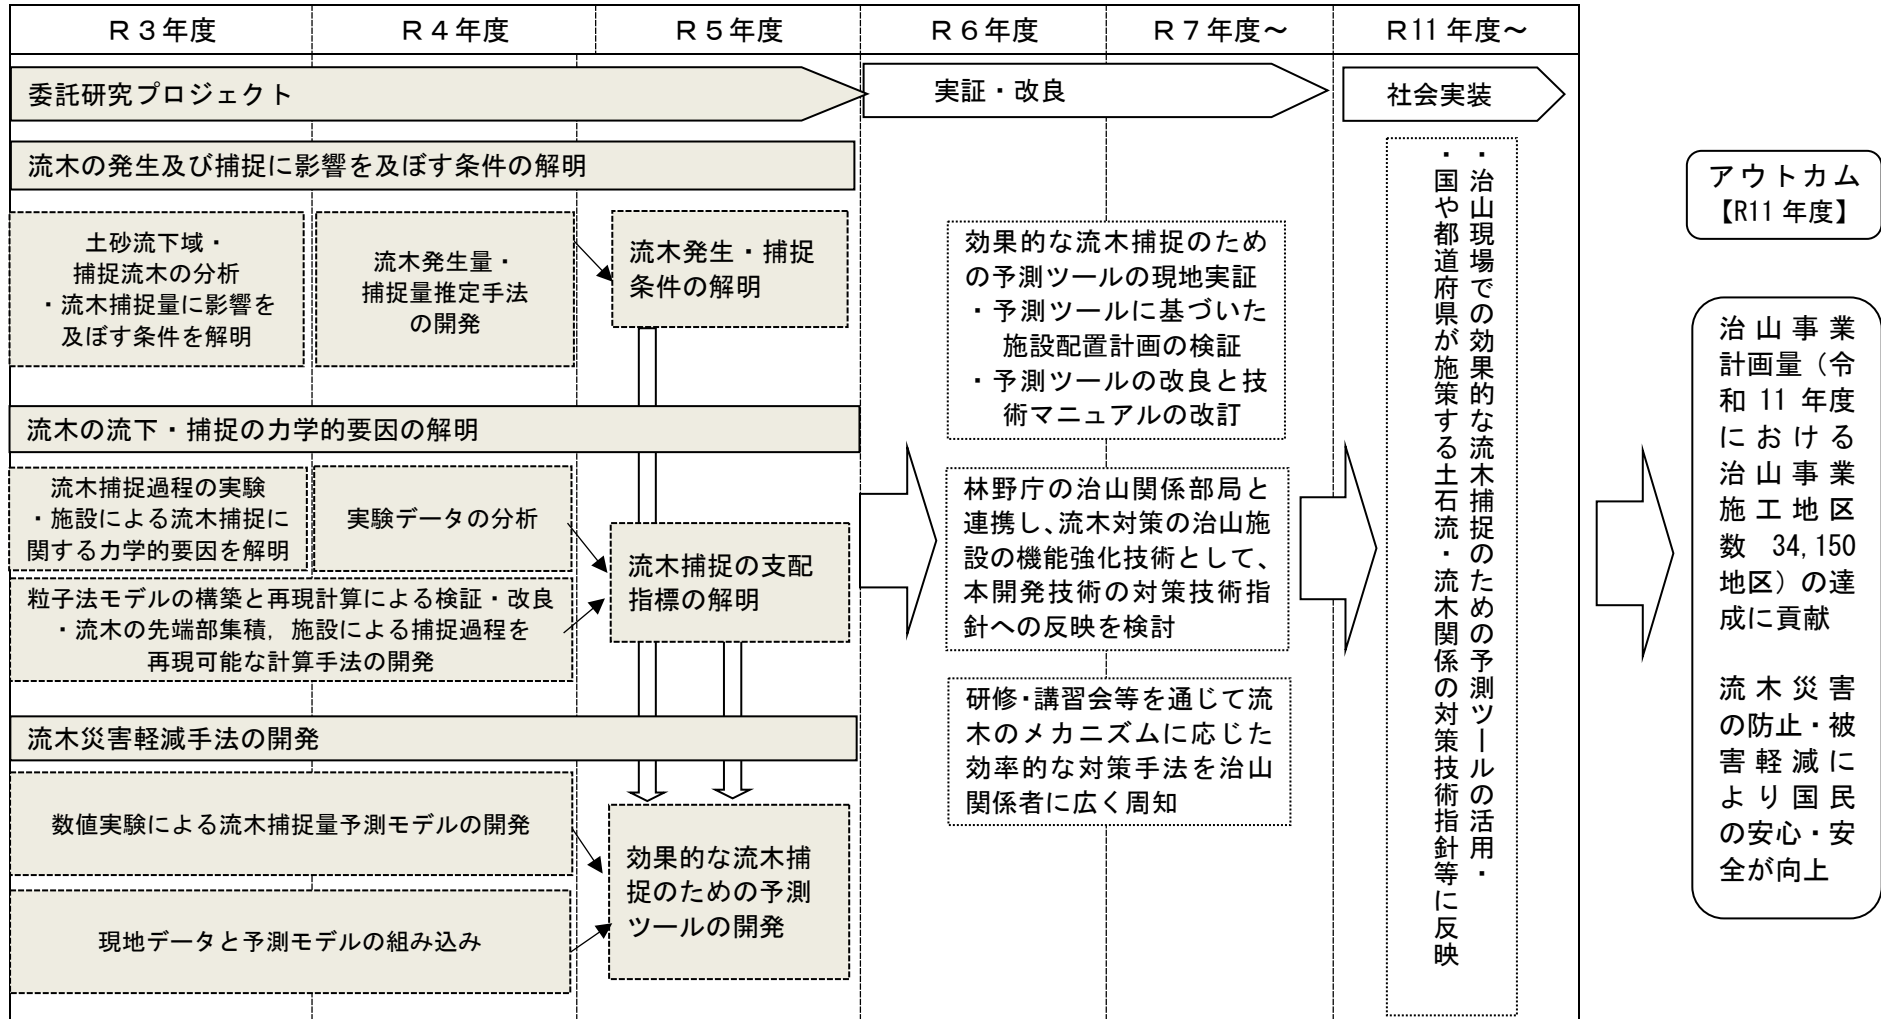 R３年度
R４年度
R５年度
R６年度
R７年度～
R11年度～
委託研究プロジェクト
実証・改良
社会実装
流木の発生及び捕捉に影響を及ぼす条件の解明
土砂流下域・
捕捉流木の分析
・流木捕捉量に影響を
及ぼす条件を解明
流木発生量・
捕捉量推定手法
の開発
流木発生・捕捉
条件の解明
流木の流下・捕捉の力学的要因の解明
流木捕捉過程の実験
・施設による流木捕捉に
関する力学的要因を解明
実験データの分析
粒子法モデルの構築と再現計算による検証・改良
・流木の先端部集積，施設による捕捉過程を
再現可能な計算手法の開発
流木捕捉の支配
指標の解明
流木災害軽減手法の開発
数値実験による流木捕捉量予測モデルの開発
現地データと予測モデルの組み込み
効果的な流木捕
捉のための予測
ツールの開発
効果的な流木捕捉のため
の予測ツールの現地実証
・予測ツールに基づいた
施設配置計画の検証
・予測ツールの改良と技
術マニュアルの改訂
林野庁の治山関係部局と
連携し、流木対策の治山施
設の機能強化技術として、
本開発技術の対策技術指
針への反映を検討
研修・講習会等を通じて流
木のメカニズムに応じた
効率的な対策手法を治山
関係者に広く周知
・治山現場での効果的な流木捕捉のための予測ツールの活用・
・国や都道府県が施策する土石流・流木関係の対策技術指針等に反映
アウトカム
【R11年度】
治山事業
計画量（令
和 11 年度
における
治山事業
施工地区
数 34,150
地区）の達
成に貢献
流木災害
の防止・被
害軽減に
より国民
の安心・安
全が向上